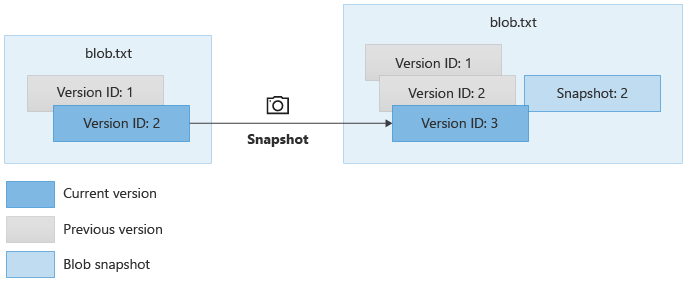 blob.txt
Version ID: 1
Version ID: 2
Snapshot
blob.txt
Version ID: 1
Version ID: 2
Snapshot: 2
Version ID: 3
Current version
Previous version
Blob snapshot